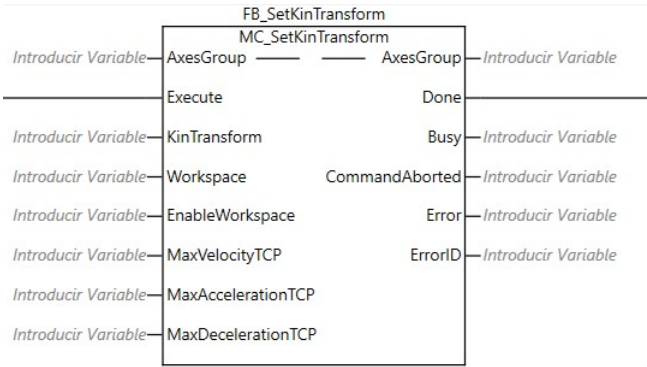 FB_SetKinTransform
MC_SetKinTransform
Introducir Variable AxesGroup AxesGroup Introducir Variable
Execute Done
Introducir Variable KinTransform Busy Introducir Variable
Introducir Variable Workspace CommandAborted Introducir Variable
Introducir Variable EnableWorkspace Error Introducir Variable
Introducir Variable MaxVelocityTCP ErrorID Introducir Variable
Introducir Variable MaxAccelerationTCP
Introducir Variable MaxDecelerationTCP